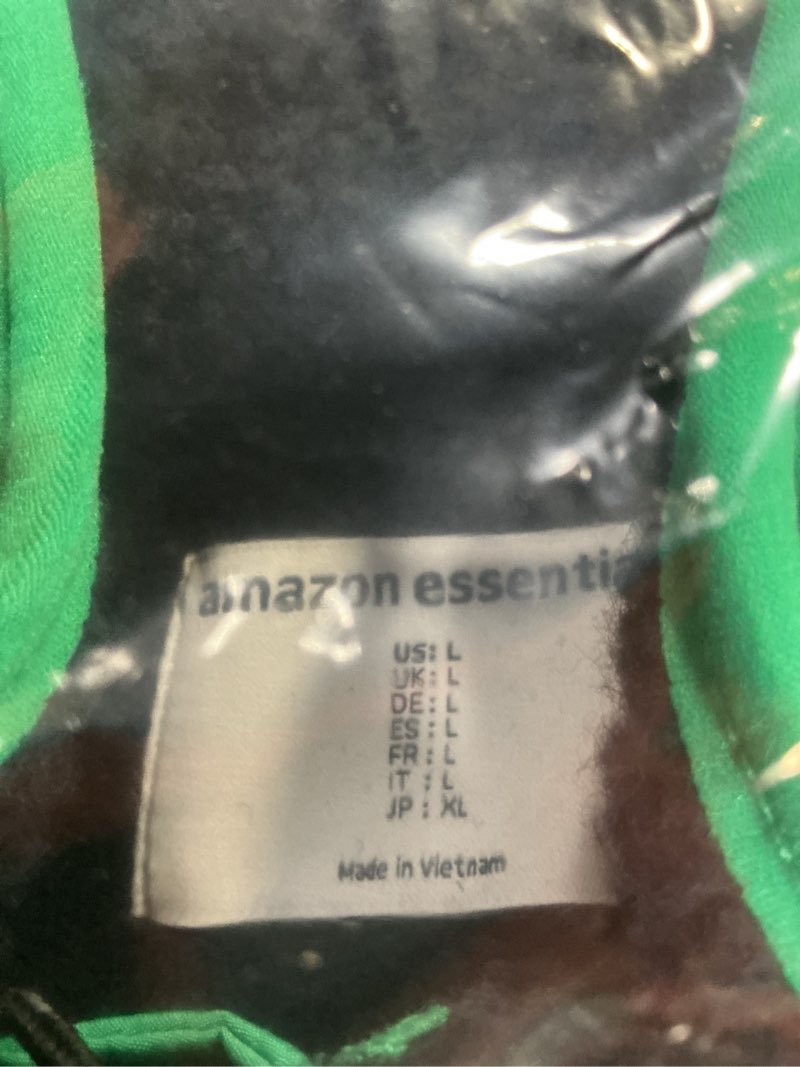 amazon essentia
US: L
UK: L
DE: L
ES : L
FR : L
IT : L
JP : XL
Made in Vietnam